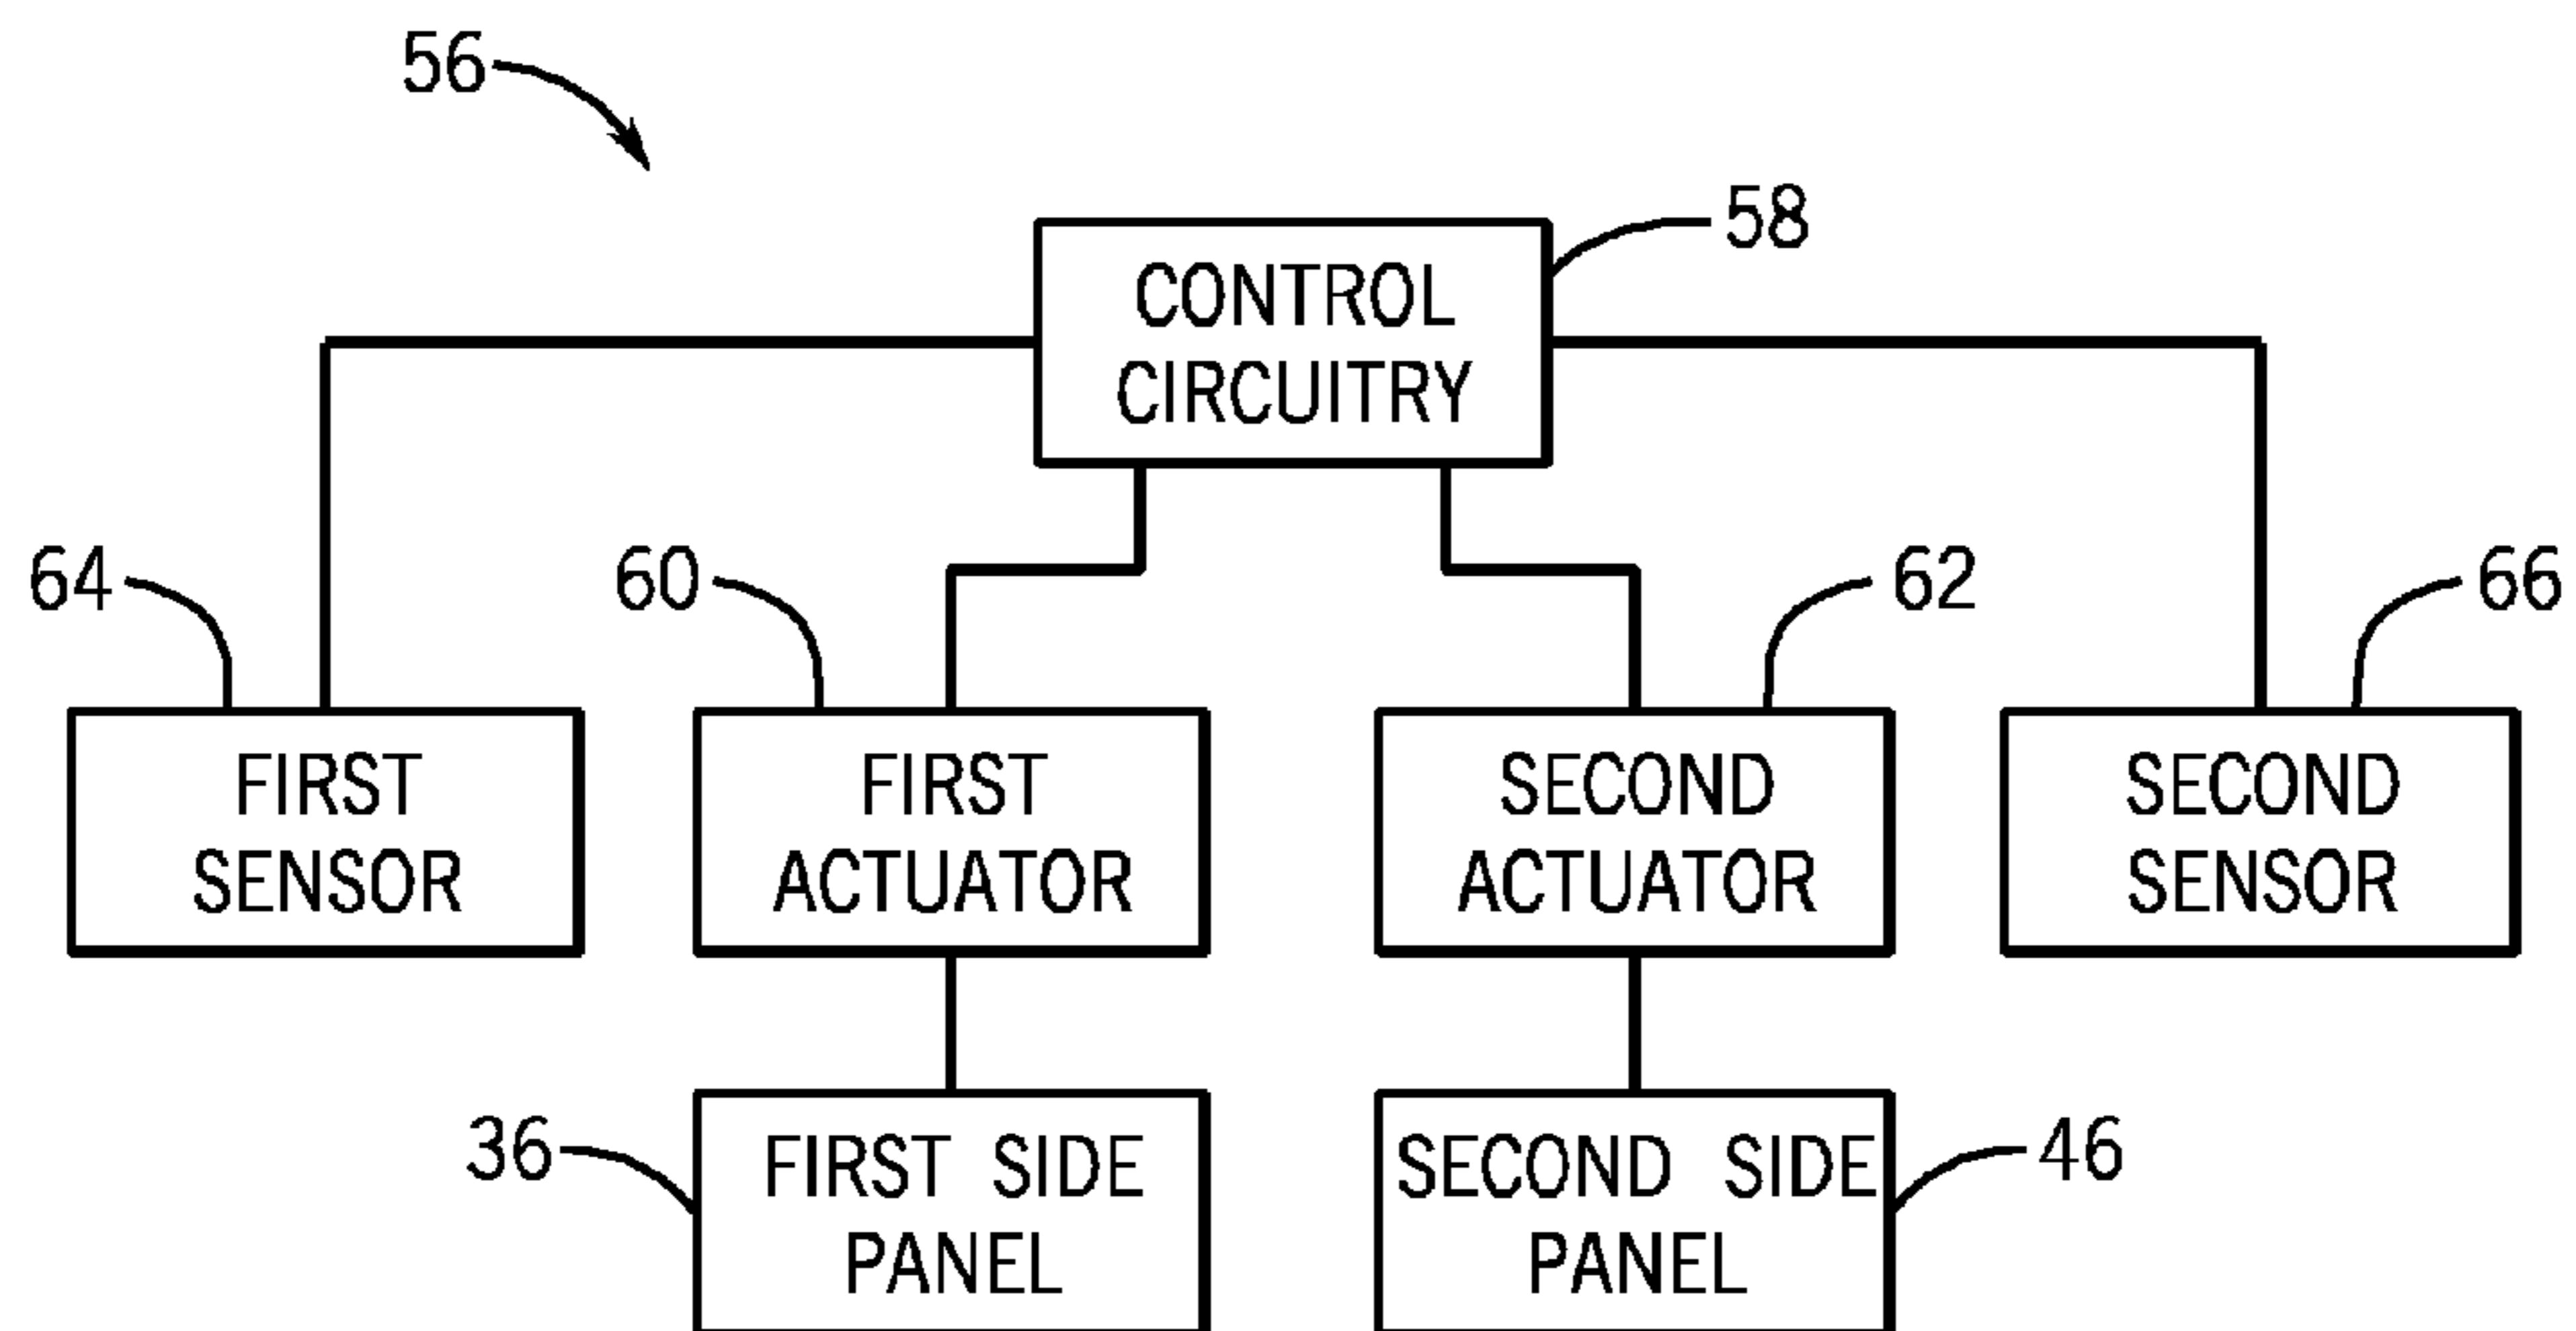 56
58
CONTROL
CIRCUITRY
64
60
62
66
FIRST
SENSOR
FIRST
ACTUATOR
SECOND
ACTUATOR
SECOND
SENSOR
36
FIRST SIDE
PANEL
SECOND SIDE
PANEL
46